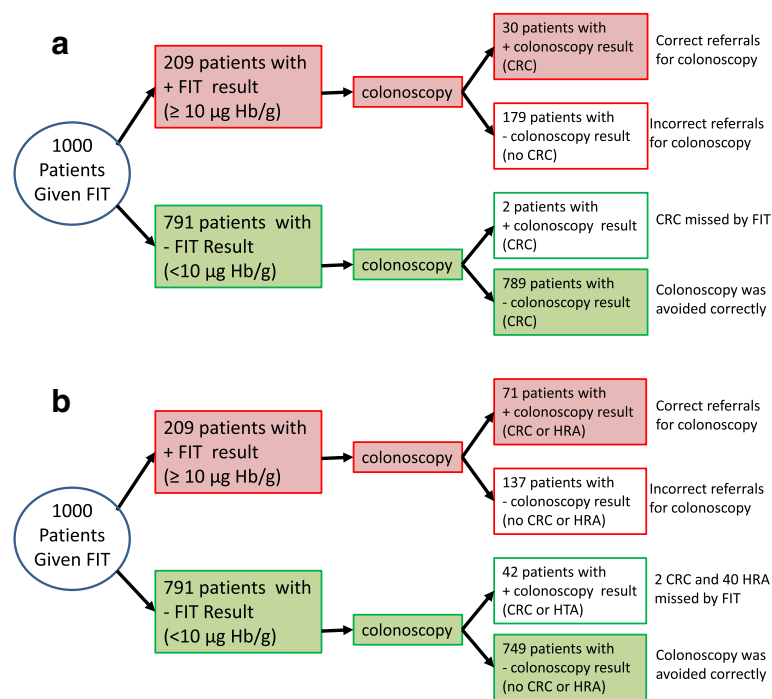 a
1000
Patients
Given FIT
209 patients with
+ FIT  result
(≥ 10 µg Hb/g)
colonoscopy
30 patients with
+ colonoscopy result
(CRC)
Correct referrals
for colonoscopy
179 patients with
- colonoscopy result
(no CRC)
Incorrect referrals
for colonoscopy
791 patients  with
- FIT Result
(<10 µg Hb/g)
colonoscopy
2 patients with
+ colonoscopy  result
(CRC)
CRC missed by FIT
789 patients with
- colonoscopy result
(CRC)
Colonoscopy was
avoided correctly
b
1000
Patients
Given FIT
209 patients with
+ FIT  result
(≥ 10 µg Hb/g)
colonoscopy
71 patients with
+ colonoscopy result
(CRC or HRA)
Correct referrals
for colonoscopy
137 patients with
- colonoscopy result
(no CRC or HRA)
Incorrect referrals
for colonoscopy
791 patients  with
- FIT Result
(<10 µg Hb/g)
colonoscopy
42 patients with
+ colonoscopy  result
(CRC or HTA)
2 CRC and 40 HRA
missed by FIT
749 patients with
- colonoscopy result
(no CRC or HRA)
Colonoscopy was
avoided correctly